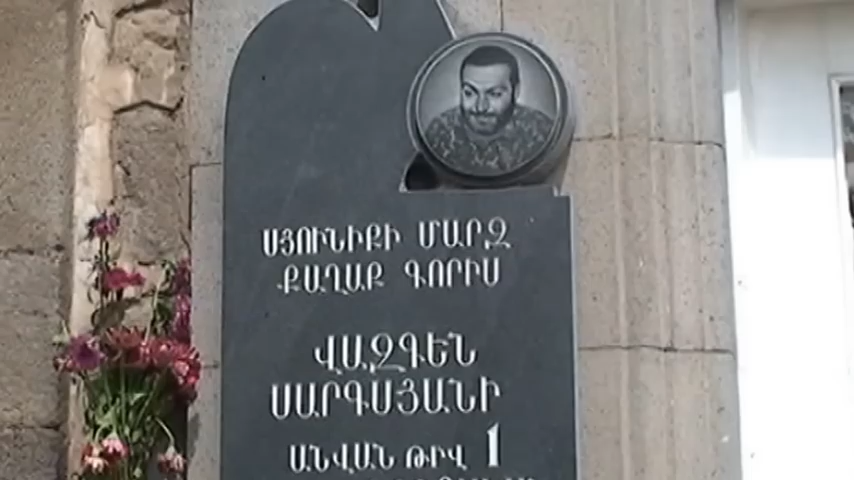 ՍՅՈՒՆԻՔԻ ՄԱՐԶ
ՔԱՂԱՔ ԳՈՐԻՍ
ՎԱԶԳԵՆ
ՍԱՐԳՍՅԱՆԻ
ԱՆՎԱՆ ԹԻՎ 1